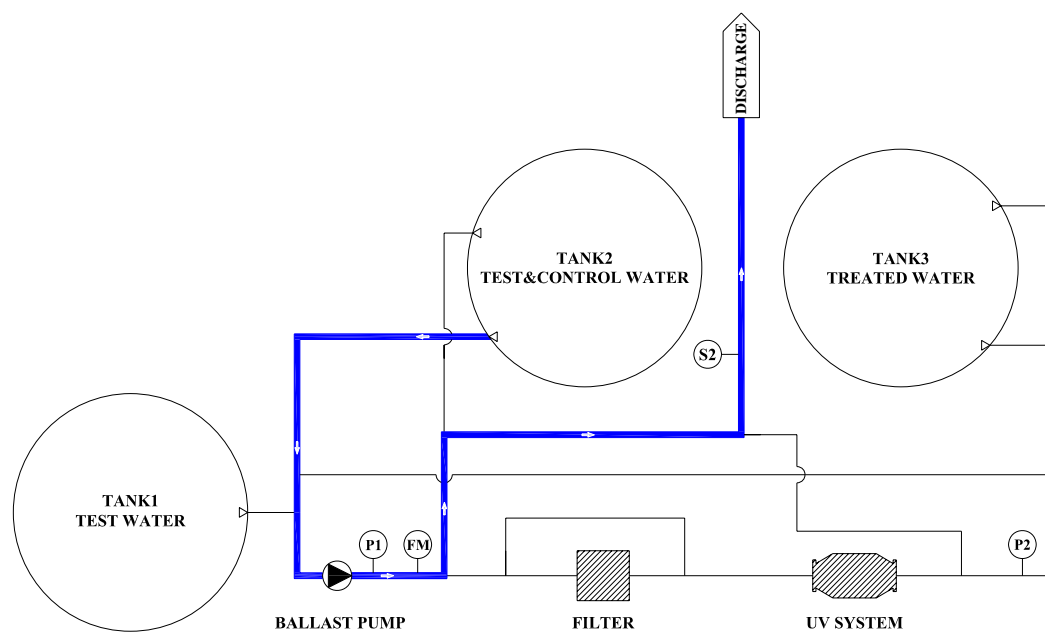 DISCHARGE
TANK2
TEST&CONTROL WATER
TANK3
TREATED WATER
S2
TANK1
TEST WATER
P1
FM
P2
BALLAST PUMP
FILTER
UV SYSTEM